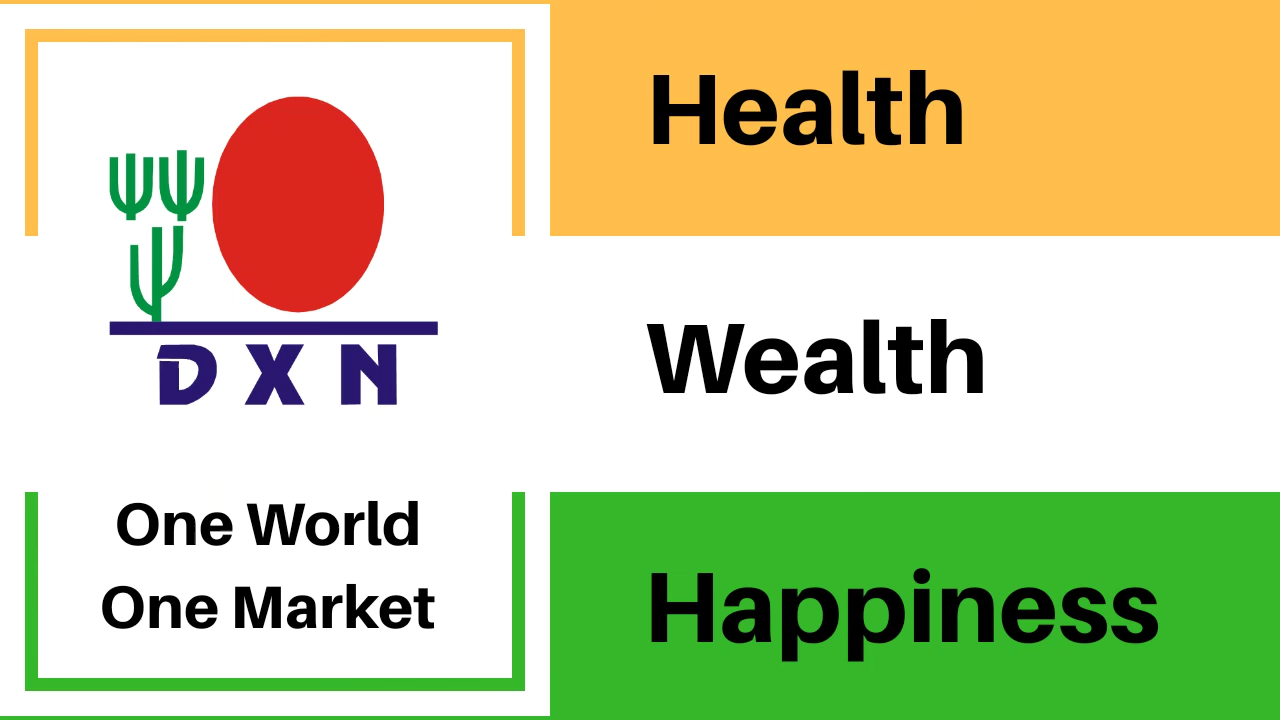 DXN
One World
One Market
Health
Wealth
Happiness